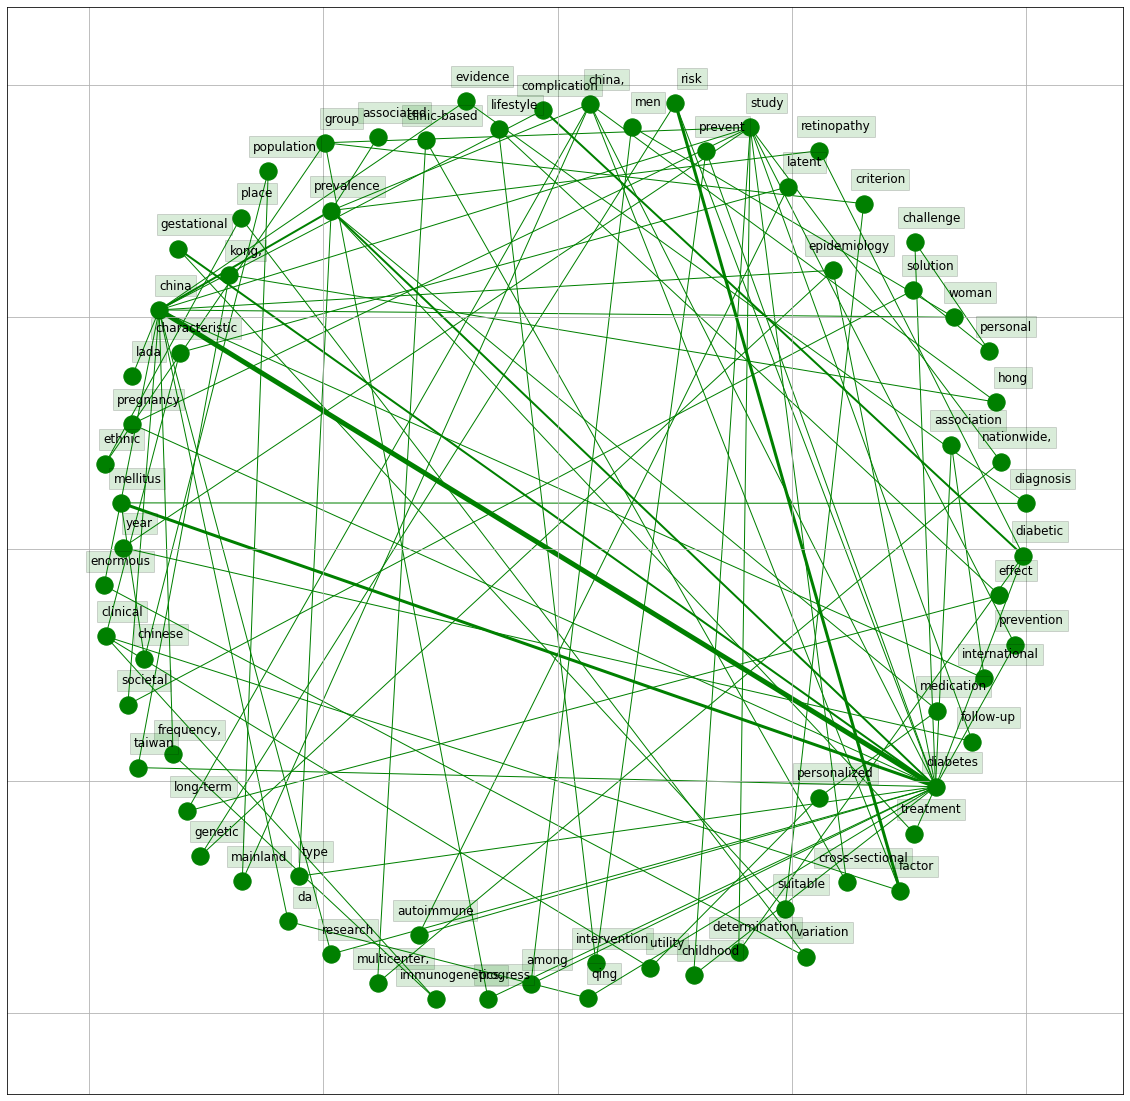 evidence
complication
china,
risk
group
associated
clinic-based
lifestyle
men
study
population
prevent
retinopathy
place
prevalence
latent
criterion
gestational
kong,
epidemiology
challenge
china
solution
characteristic
woman
lada
personal
pregnancy
hong
ethnic
association
nationwide,
mellitus
diagnosis
year
diabetic
enormous
effect
clinical
chinese
prevention
societal
international
medication
taiwan
frequency,
follow-up
long-term
diabetes
personalized
genetic
treatment
mainland
type
cross-sectional
factor
da
suitable
research
autoimmune
determination
variation
multicenter,
immunogenetics,
progress
among
intervention
utility
childhood
qing